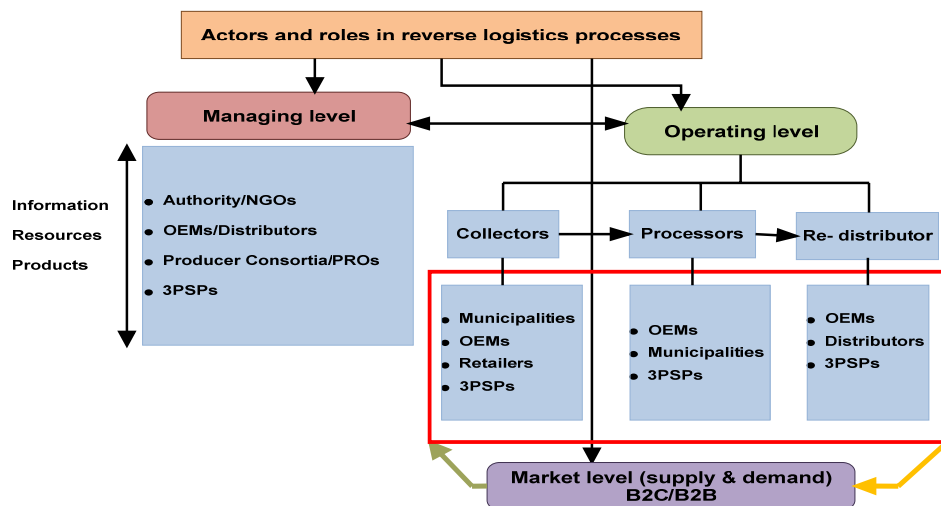 Actors and roles in reverse logistics processes
Managing level
Operating level
Information
Resources
Products
Authority/NGOs
OEMs/Distributors
Producer Consortia/PROs
3PSPs
Collectors
Processors
Re- distributor
Municipalities
OEMs
Retailers
3PSPs
OEMs
Municipalities
3PSPs
OEMs
Distributors
3PSPs
Market level (supply & demand)
B2C/B2B